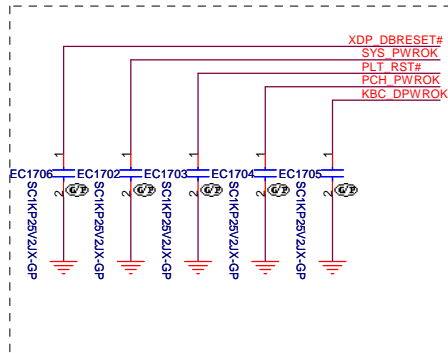 XDP_DBRESET#
SYS_PWROK
PLT_RST#
PCH_PWROK
KBC_DPWROK
1 1 1 1 1
EC1706 EC1702 EC1703 EC1704 EC1705
2 2 2 2 2
SC1KP25V2JX-GP SC1KP25V2JX-GP SC1KP25V2JX-GP SC1KP25V2JX-GP SC1KP25V2JX-GP